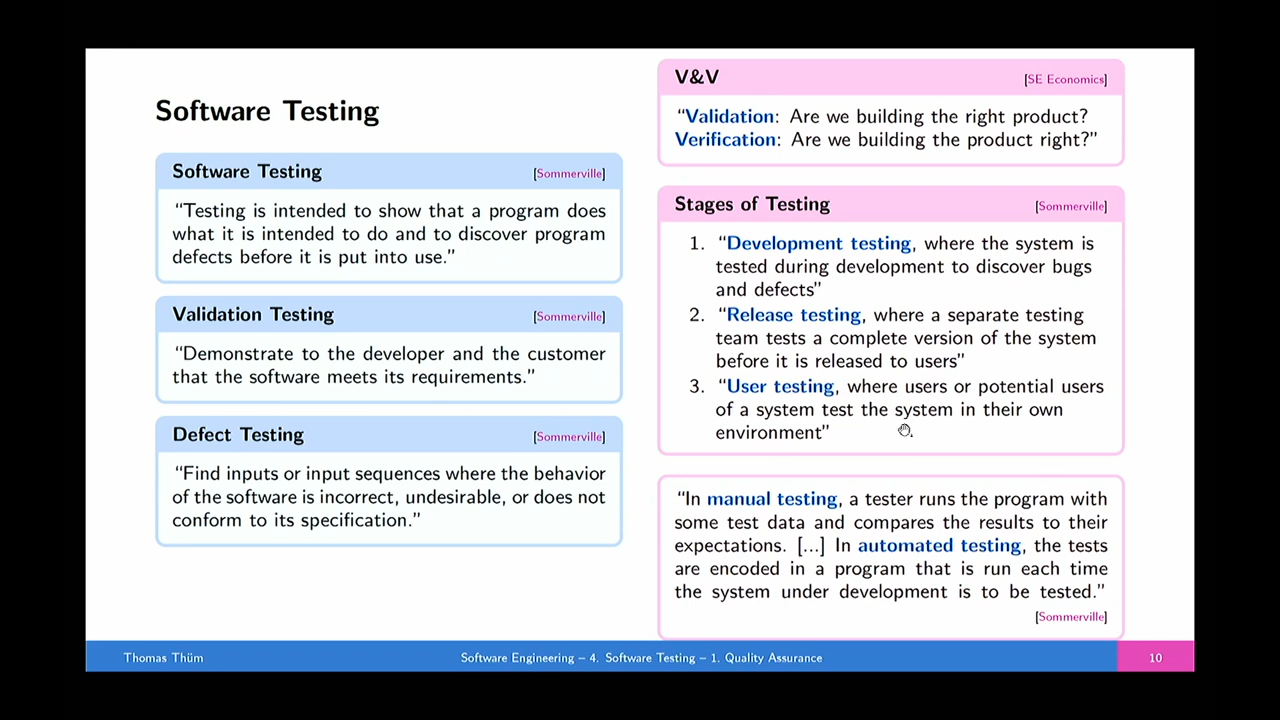 Software Testing
Software Testing [Sommerville]
“Testing is intended to show that a program does
what it is intended to do and to discover program
defects before it is put into use.”
Validation Testing [Sommerville]
“Demonstrate to the developer and the customer
that the software meets its requirements.”
Defect Testing [Sommerville]
“Find inputs or input sequences where the behavior
of the software is incorrect, undesirable, or does not
conform to its specification.”
V&V [SE Economics]
“Validation: Are we building the right product?
Verification: Are we building the product right?”
Stages of Testing [Sommerville]
1. “Development testing, where the system is
tested during development to discover bugs
and defects”
2. “Release testing, where a separate testing
team tests a complete version of the system
before it is released to users”
3. “User testing, where users or potential users
of a system test the system in their own
environment”
“In manual testing, a tester runs the program with
some test data and compares the results to their
expectations. [...] In automated testing, the tests
are encoded in a program that is run each time
the system under development is to be tested.”
[Sommerville]
Thomas Thüm Software Engineering – 4. Software Testing – 1. Quality Assurance 10